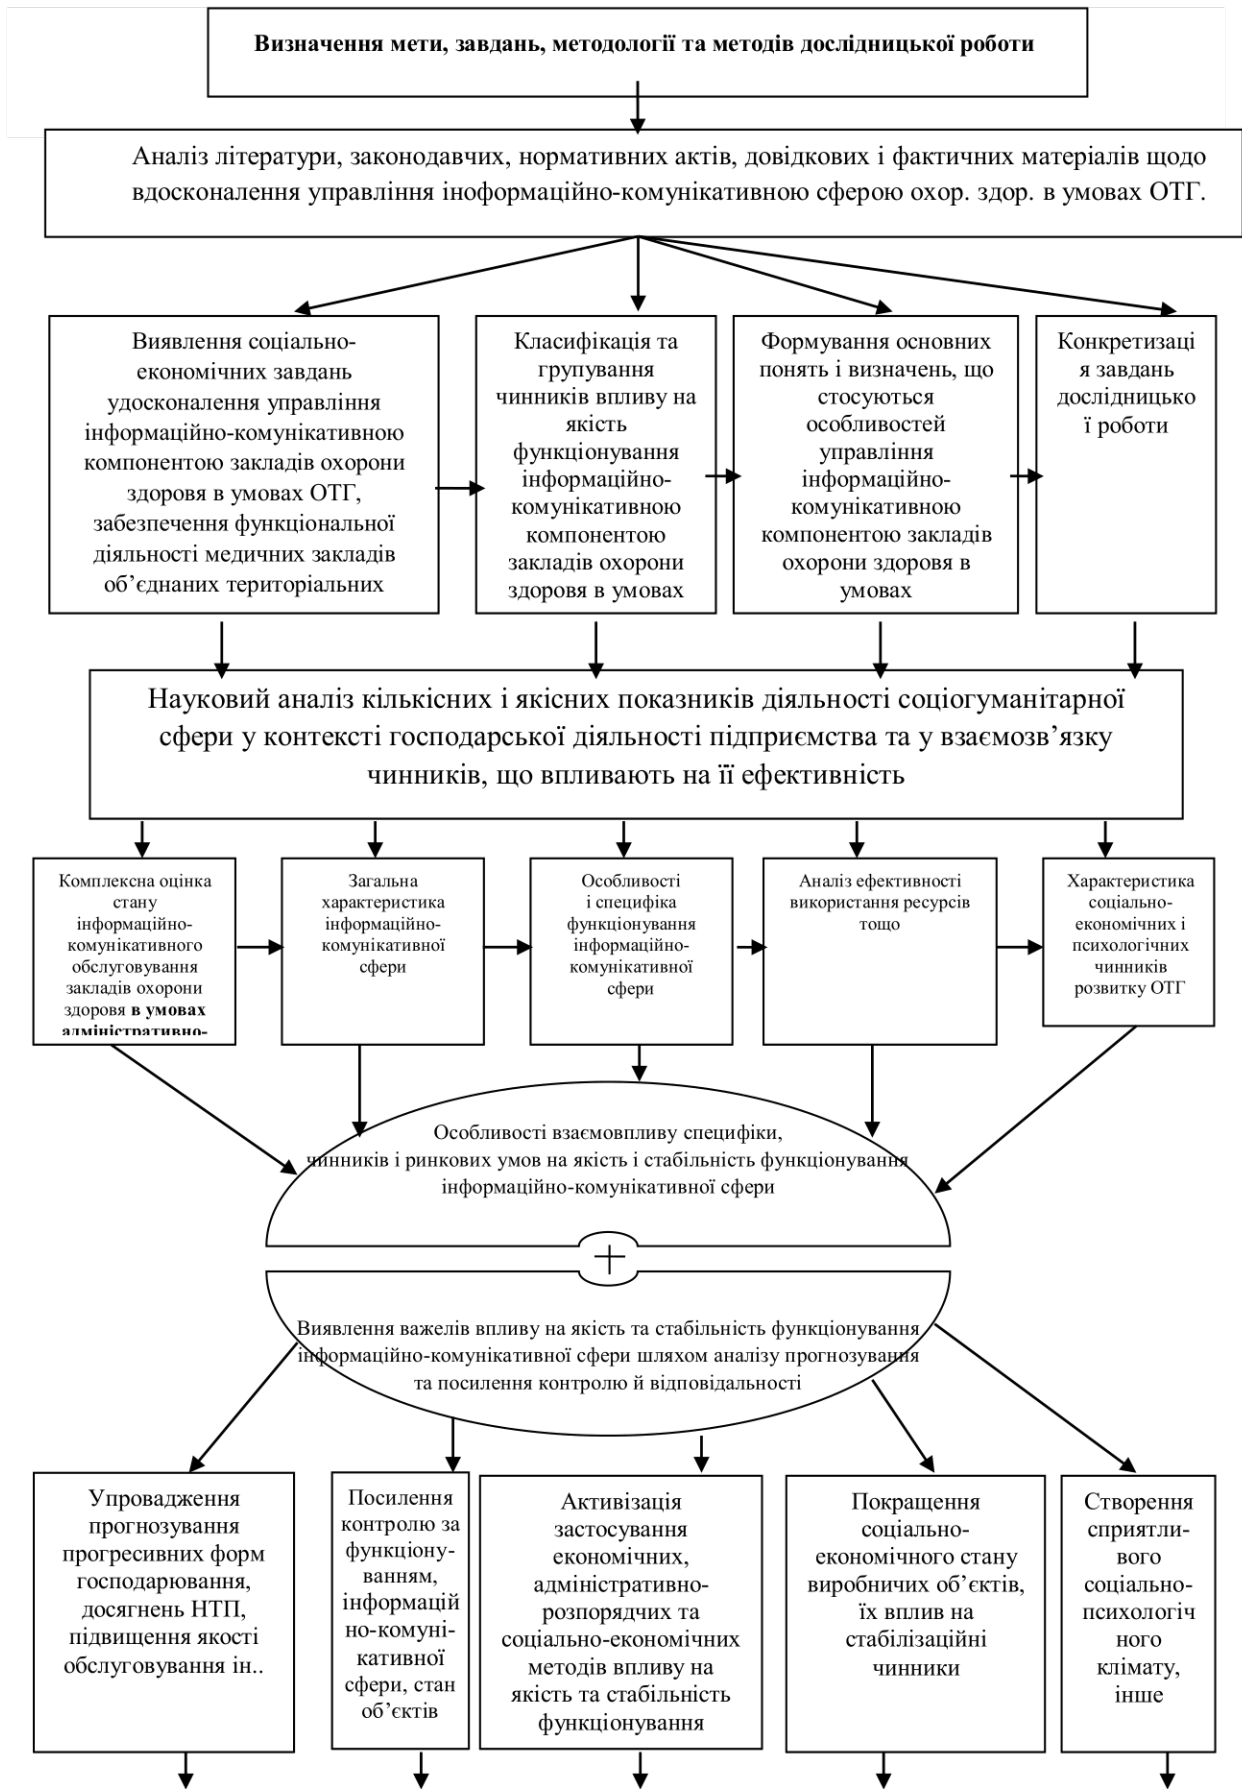 Визначення мети, завдань, методології та методів дослідницької роботи
Аналіз літератури, законодавчих, нормативних актів, довідкових і фактичних матеріалів щодо
вдосконалення управління іноформаційно-комунікативною сферою охор. здор. в умовах ОТГ.
Виявлення соціально-
економічних завдань
удосконалення управління
інформаційно-комунікативною
компонентою закладів охорони
здоровя в умовах ОТГ,
забезпечення функціональної
діяльності медичних закладів
об’єднаних територіальних
Класифікація та
групування
чинників впливу на
якість
функціонування
інформаційно-
комунікативною
компонентою
закладів охорони
здоровя в умовах
Формування основних
понять і визначень, що
стосуються
особливостей
управління
інформаційно-
комунікативною
компонентою закладів
охорони здоровя в
умовах
Конкретизаці
я завдань
дослідницько
ї роботи
Науковий аналіз кількісних і якісних показників діяльності соціогуманітарної
сфери у контексті господарської діяльності підприємства та у взаємозв’язку
чинників, що впливають на її ефективність
Комплексна оцінка
стану
інформаційно-
комунікативного
обслуговування
закладів охорони
здоровя в умовах
адміністративно-
Загальна
характеристика
інформаційно-
комунікативної
сфери
Особливості
і специфіка
функціонування
інформаційно-
комунікативної
сфери
Аналіз ефективності
використання ресурсів
тощо
Характеристика
соціально-
економічних і
психологічних
чинників
розвитку ОТГ
Особливості взаємовпливу специфіки,
чинників і ринкових умов на якість і стабільність функціонування
інформаційно-комунікативної сфери
Виявлення важелів впливу на якість та стабільність функціонування
інформаційно-комунікативної сфери шляхом аналізу прогнозування
та посилення контролю й відповідальності
Упровадження
прогнозування
прогресивних форм
господарювання,
досягнень НТП,
підвищення якості
обслуговування ін..
Посилення
контролю за
функціону-
ванням,
інформацій
но-комуні-
кативної
сфери, стан
об’єктів
Активізація
застосування
економічних,
адміністративно-
розпорядчих та
соціально-економічних
методів впливу на
якість та стабільність
функціонування
Покращення
соціально-
економічного стану
виробничих об’єктів,
їх вплив на
стабілізаційні
чинники
Створення
сприятли-
вого
соціально-
психологіч
ного
клімату,
інше